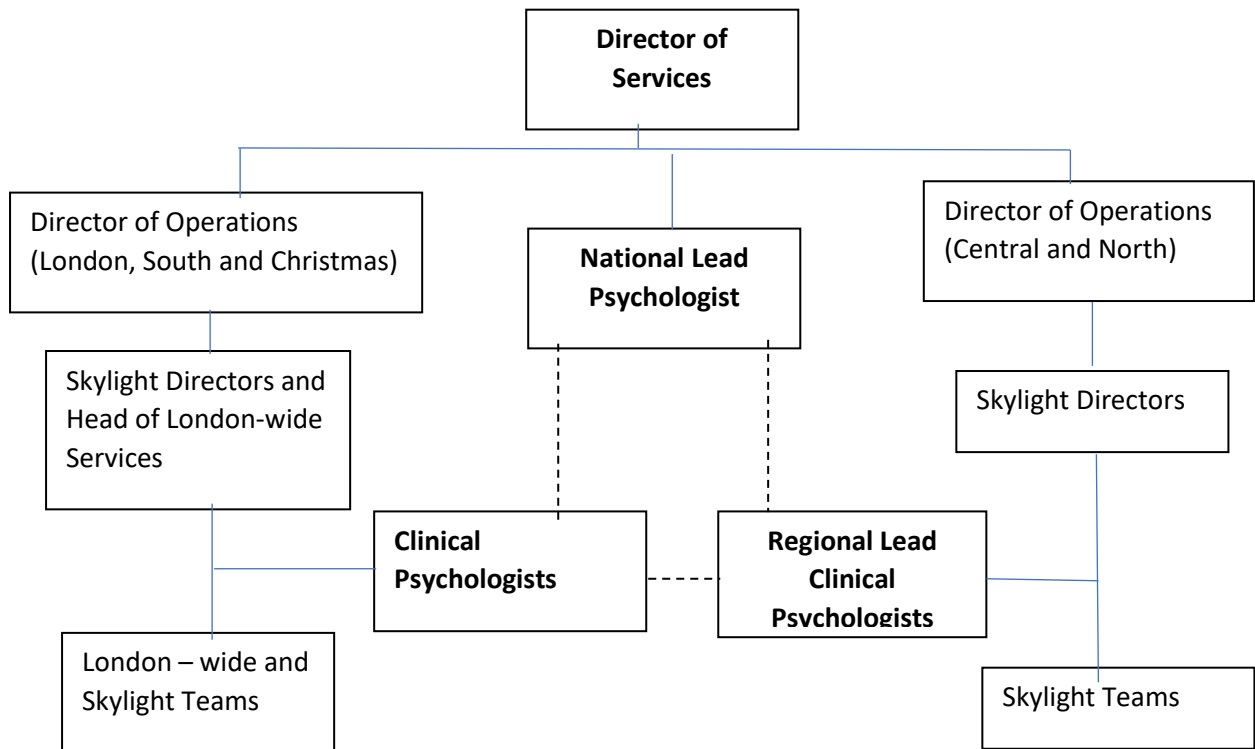 Director of
Services
Director of Operations
(London, South and Christmas)
National Lead
Psychologist
Director of Operations
(Central and North)
Skylight Directors and
Head of London-wide
Services
Skylight Directors
Clinical
Psychologists
Regional Lead
Clinical
Psychologists
London – wide and
Skylight Teams
Skylight Teams